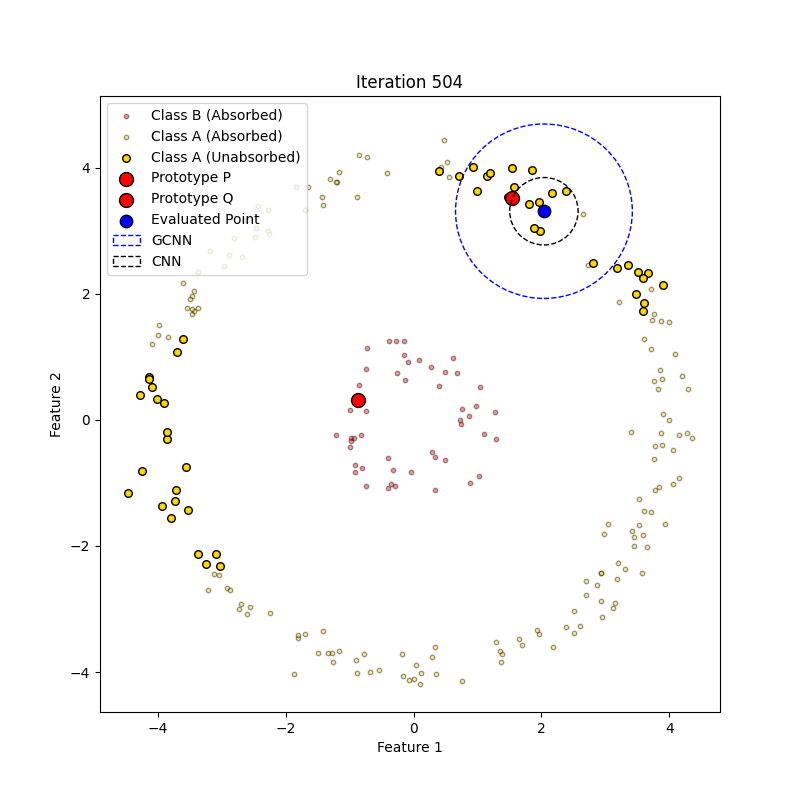 Iteration 504
Class B (Absorbed)
Class A (Absorbed)
Class A (Unabsorbed)
Prototype P
Prototype Q
Evaluated Point
GCNN
CNN
4
2
0
−2
−4
Feature 2
−4
−2
0
2
4
Feature 1